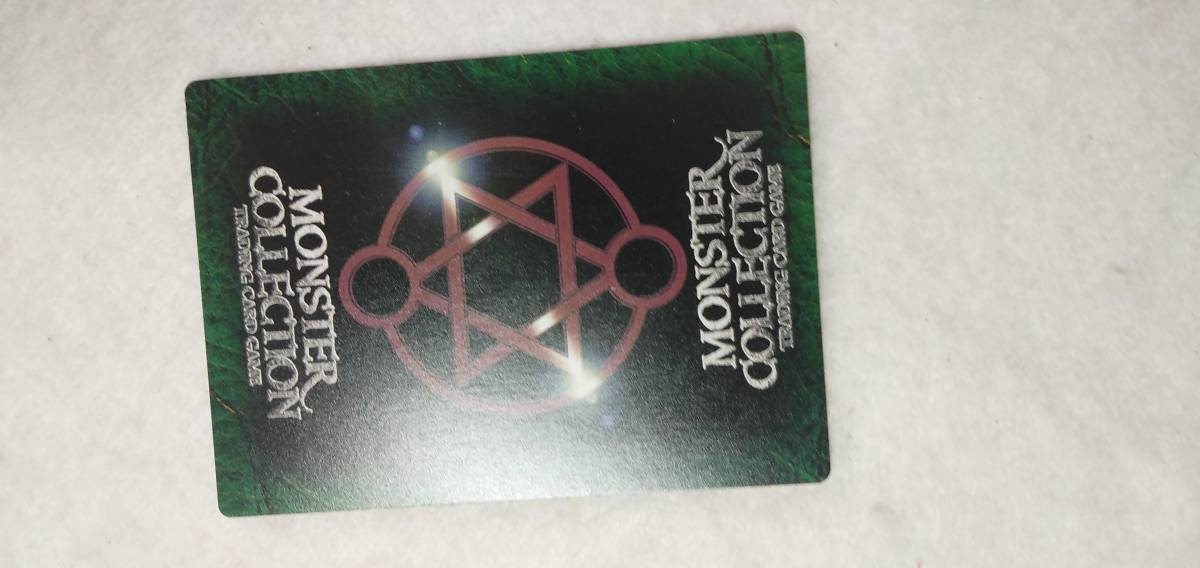 MONSTER
COLLECTION
TRADING CARD GAME
MONSTER
COLLECTION
TRADING CARD GAME